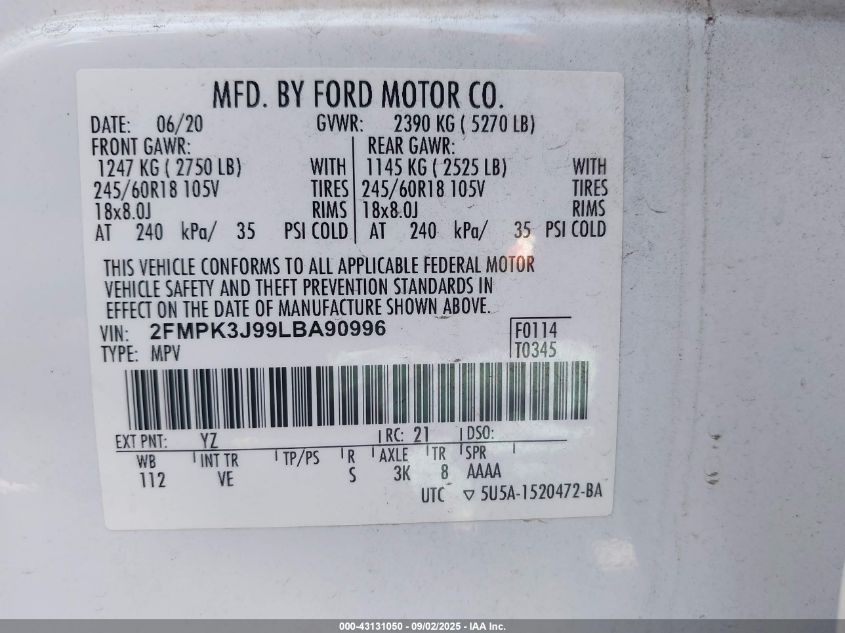 MFD. BY FORD MOTOR CO.
DATE: 06/20 GVWR: 2390 KG ( 5270 LB)
FRONT GAWR: REAR GAWR:
1247 KG ( 2750 LB) WITH 1145 KG ( 2525 LB) WITH
245/60R18 105V TIRES 245/60R18 105V TIRES
18x8.0J RIMS 18x8.0J RIMS
AT 240 kPa/ 35 PSI COLD AT 240 kPa/ 35 PSI COLD
THIS VEHICLE CONFORMS TO ALL APPLICABLE FEDERAL MOTOR
VEHICLE SAFETY AND THEFT PREVENTION STANDARDS IN
EFFECT ON THE DATE OF MANUFACTURE SHOWN ABOVE.
VIN: 2FMPK3J99LBA90996 F0114
TYPE: MPV T0345
EXT PNT: YZ RC: 21 DSO:
WB INT TR TP/PS R AXLE TR SPR
112 VE S 3K 8 AAAA
UTC ▽ 5U5A-1520472-BA
000-43131050 - 09/02/2025 - IAA Inc.